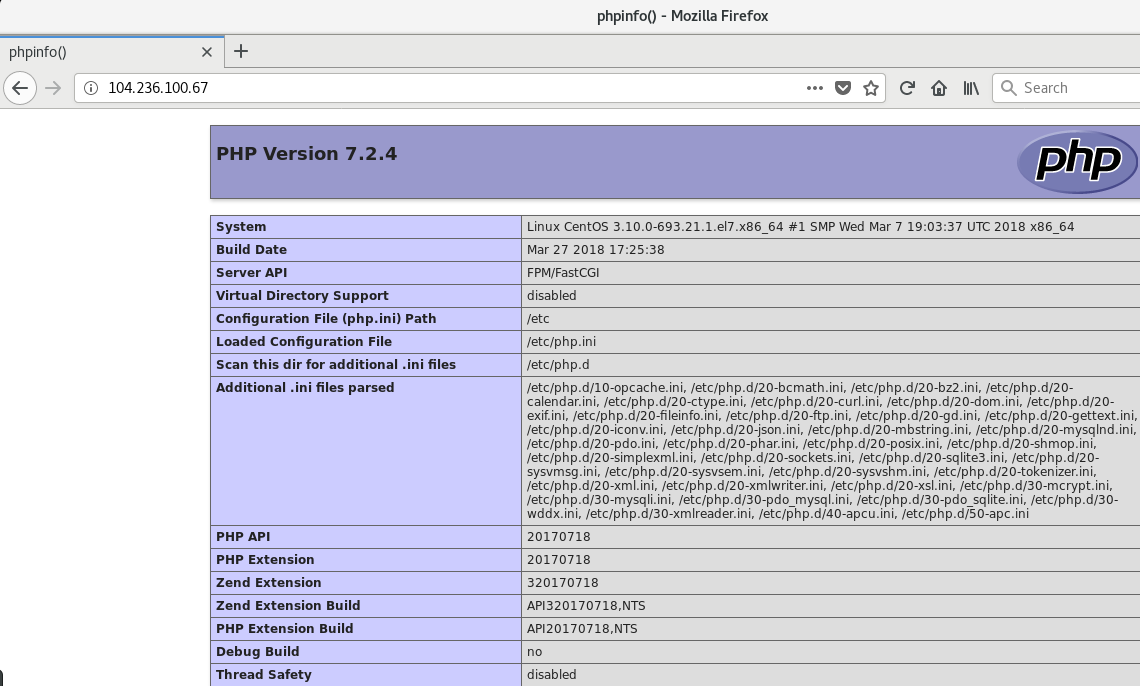 phpinfo() - Mozilla Firefox
phpinfo()
104.236.100.67
Search
PHP Version 7.2.4
php
System Linux CentOS 3.10.0-693.21.1.el7.x86_64 #1 SMP Wed Mar 7 19:03:37 UTC 2018 x86_64
Build Date Mar 27 2018 17:25:38
Server API FPM/FastCGI
Virtual Directory Support disabled
Configuration File (php.ini) Path /etc
Loaded Configuration File /etc/php.ini
Scan this dir for additional .ini files /etc/php.d
Additional .ini files parsed /etc/php.d/10-opcache.ini, /etc/php.d/20-bcmath.ini, /etc/php.d/20-bz2.ini, /etc/php.d/20-
calendar.ini, /etc/php.d/20-ctype.ini, /etc/php.d/20-curl.ini, /etc/php.d/20-dom.ini, /etc/php.d/20-
exif.ini, /etc/php.d/20-fileinfo.ini, /etc/php.d/20-ftp.ini, /etc/php.d/20-gd.ini, /etc/php.d/20-gettext.ini,
/etc/php.d/20-iconv.ini, /etc/php.d/20-json.ini, /etc/php.d/20-mbstring.ini, /etc/php.d/20-mysqlnd.ini,
/etc/php.d/20-pdo.ini, /etc/php.d/20-phar.ini, /etc/php.d/20-posix.ini, /etc/php.d/20-shmop.ini,
/etc/php.d/20-simplexml.ini, /etc/php.d/20-sockets.ini, /etc/php.d/20-sqlite3.ini, /etc/php.d/20-
sysvmsg.ini, /etc/php.d/20-sysvsem.ini, /etc/php.d/20-sysvshm.ini, /etc/php.d/20-tokenizer.ini,
/etc/php.d/20-xml.ini, /etc/php.d/20-xmlwriter.ini, /etc/php.d/20-xsl.ini, /etc/php.d/30-mcrypt.ini,
/etc/php.d/30-mysqli.ini, /etc/php.d/30-pdo_mysql.ini, /etc/php.d/30-pdo_sqlite.ini, /etc/php.d/30-
wddx.ini, /etc/php.d/30-xmlreader.ini, /etc/php.d/40-apcu.ini, /etc/php.d/50-apc.ini
PHP API 20170718
PHP Extension 20170718
Zend Extension 320170718
Zend Extension Build API320170718,NTS
PHP Extension Build API20170718,NTS
Debug Build no
Thread Safety disabled